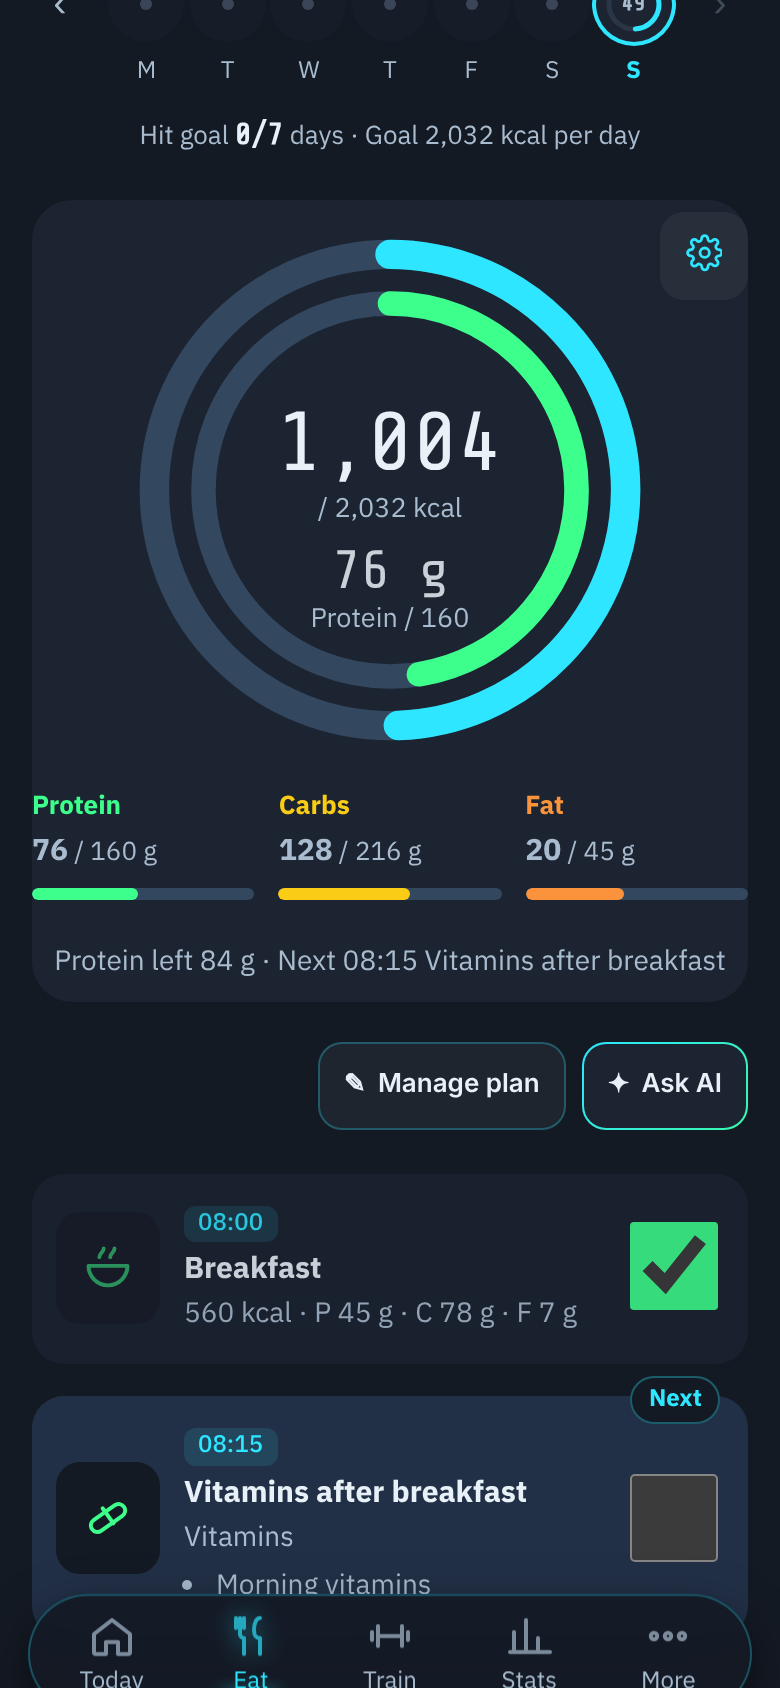 49
M T W T F S S
Hit goal 0/7 days · Goal 2,032 kcal per day
1,004
/ 2,032 kcal
76 g
Protein / 160
Protein Carbs Fat
76 / 160 g 128 / 216 g 20 / 45 g
Protein left 84 g · Next 08:15 Vitamins after breakfast
✎ Manage plan ✦ Ask AI
08:00
Breakfast
560 kcal · P 45 g · C 78 g · F 7 g
Next
08:15
Vitamins after breakfast
Vitamins
• Morning vitamins
Today Eat Train Stats More